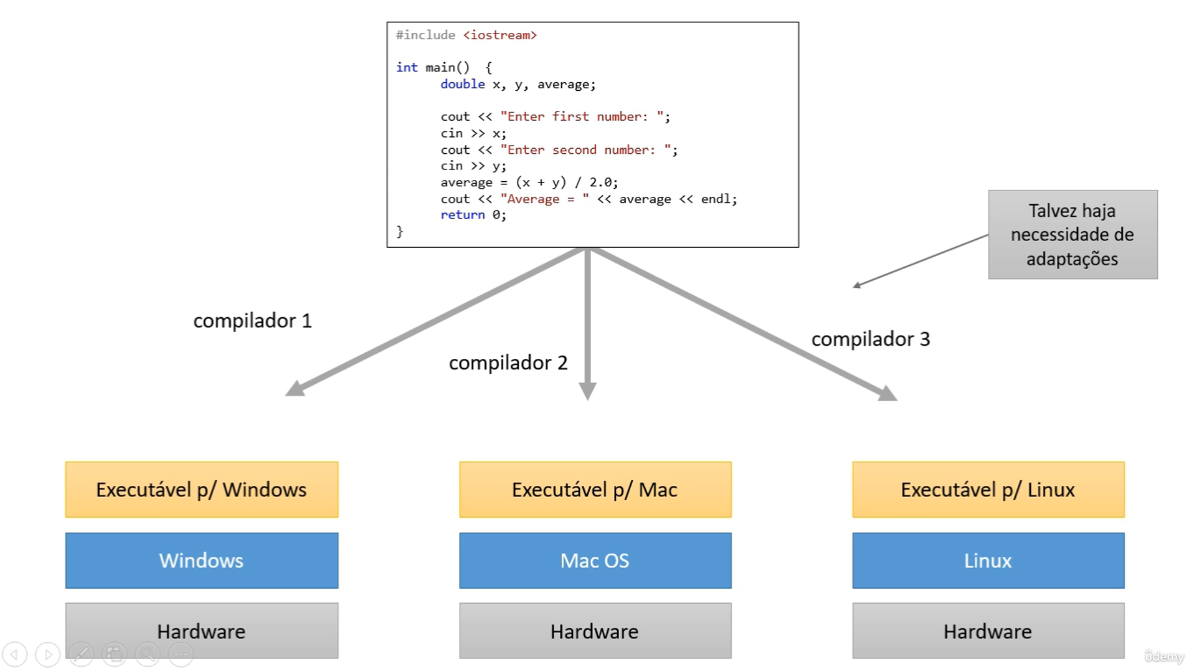 #include <iostream>
int main() {
double x, y, average;
cout << "Enter first number: ";
cin >> x;
cout << "Enter second number: ";
cin >> y;
average = (x + y) / 2.0;
cout << "Average = " << average << endl;
return 0;
}
Talvez haja
necessidade de
adaptações
compilador 1
compilador 2
compilador 3
Executável p/ Windows
Executável p/ Mac
Executável p/ Linux
Windows
Mac OS
Linux
Hardware
Hardware
Hardware
ûdemy